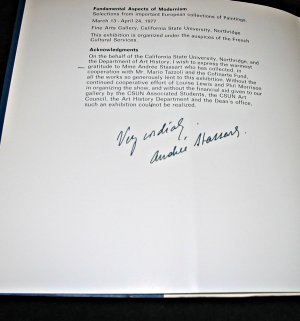 Fundamental Aspects of Modernism
Selections from important European collections of Paintings.
March 13 - April 24, 1977
Fine Arts Gallery, California State University, Northridge
This exhibition is organized under the auspices of the French
Cultural Services.
Acknowledgments
On the behalf of the California State University, Northridge and
the Department of Art History, I wish to express the warmest
gratitude to Mme Andrée Stassart who has collected, in
cooperation with Mr. Mario Tazzoli and the Cofinarte Fund,
all the works so generously lent to this exhibition. Without the
continued cooperative effort of Louise Lewis and Phil Morrison
in organizing the show, and without the financial aid given to our
gallery by the CSUN Associated Students, the CSUN Art
Council, the Art History Department and the Dean's office,
such an exhibition could not be realized.
Very cordially.
Andrée Stassart.